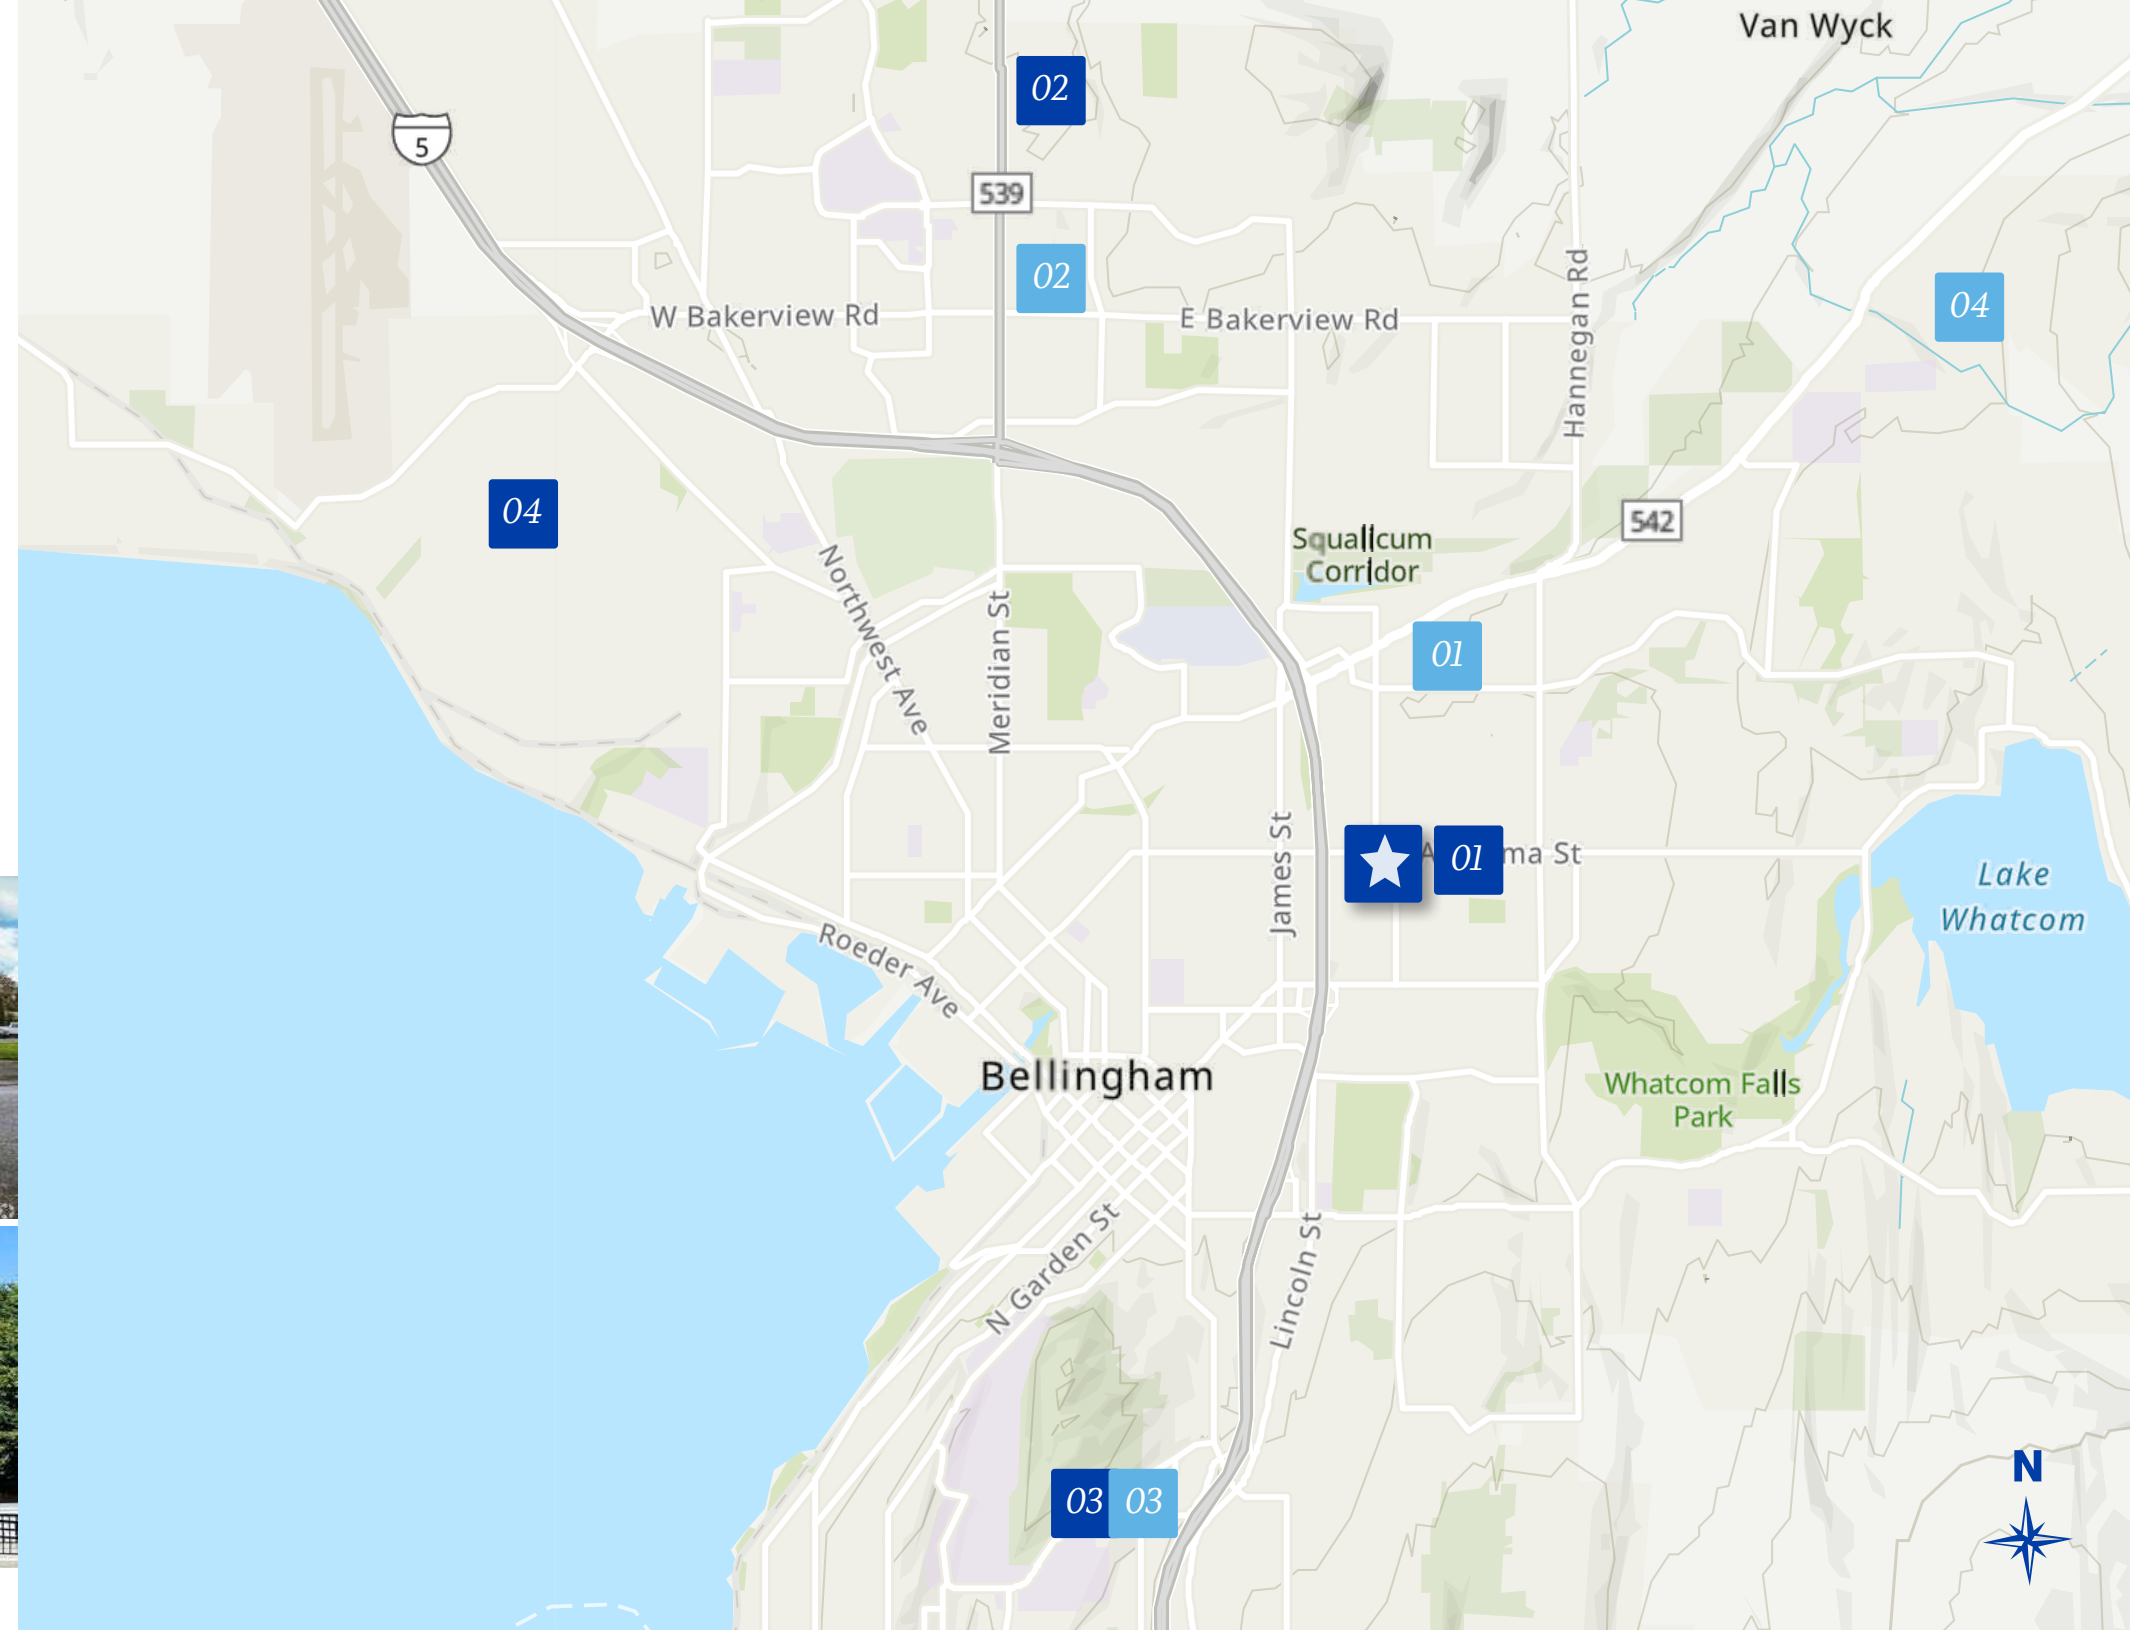 Van Wyck
02
5
539
02
04
W Bakerview Rd
E Bakerview Rd
Hannegan Rd
04
542
Squalicum
Corridor
Northwest Ave
Meridian St
01
James St
01
ma St
Lake
Whatcom
Roeder Ave
Bellingham
Whatcom Falls
Park
N Garden St
Lincoln St
N
03
03